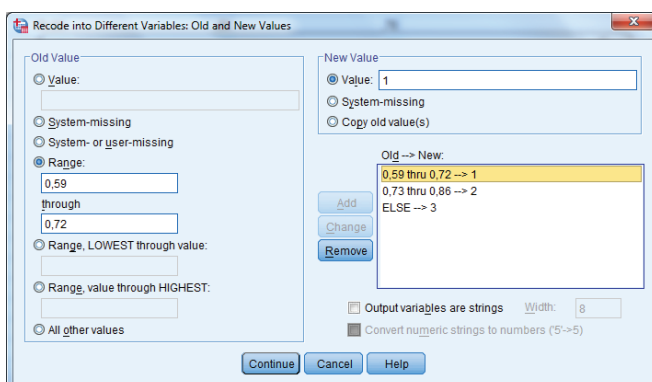 Recode into Different Variables: Old and New Values
Old Value
Value:
System-missing
System- or user-missing
Range:
0,59
through
0,72
Range, LOWEST through value:
Range, value through HIGHEST:
All other values
New Value
Value: 1
System-missing
Copy old value(s)
Old --> New:
0,59 thru 0,72 --> 1
0,73 thru 0,86 --> 2
ELSE --> 3
Add
Change
Remove
Output variables are strings Width: 8
Convert numeric strings to numbers ('5'->5)
Continue Cancel Help